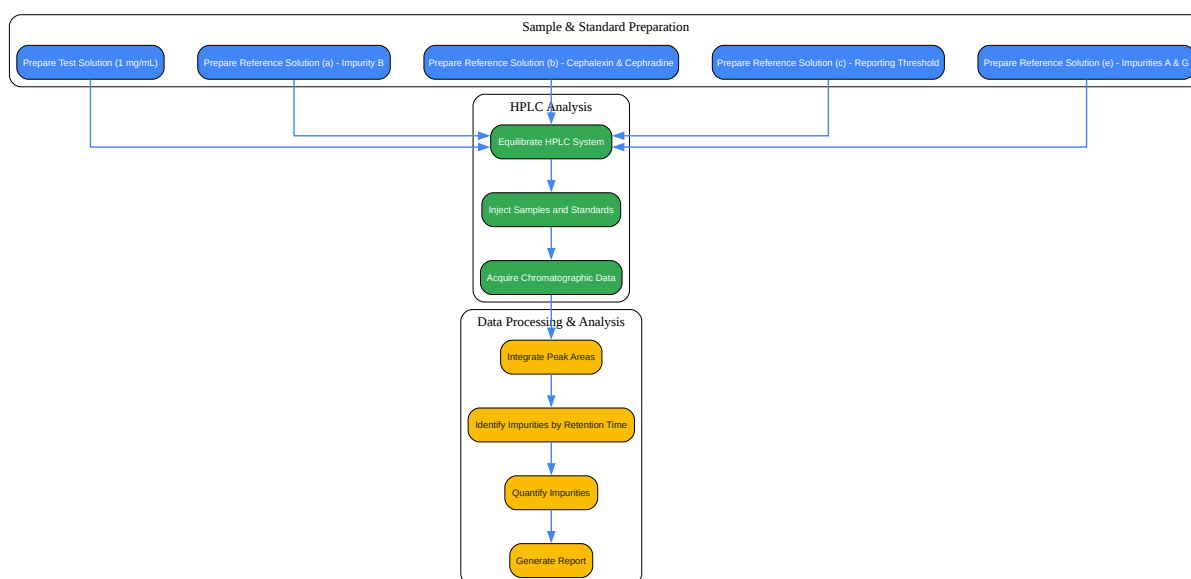 Sample & Standard Preparation
Prepare Test Solution (1 mg/mL)
Prepare Reference Solution (a) - Impurity B
Prepare Reference Solution (b) - Cephalexin & Cephradine
Prepare Reference Solution (c) - Reporting Threshold
Prepare Reference Solution (e) - Impurities A & G
HPLC Analysis
Equilibrate HPLC System
Inject Samples and Standards
Acquire Chromatographic Data
Data Processing & Analysis
Integrate Peak Areas
Identify Impurities by Retention Time
Quantify Impurities
Generate Report